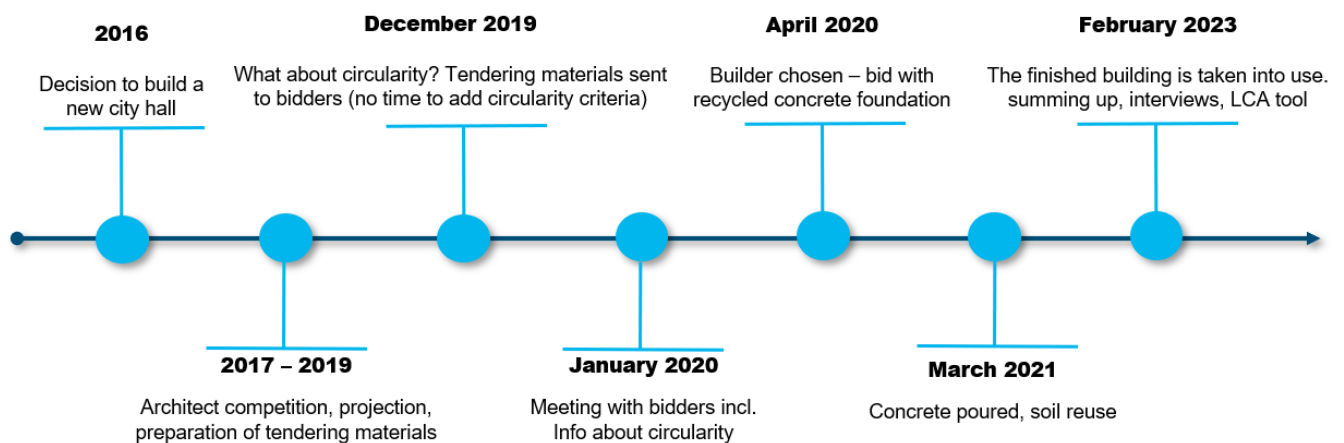 2016
Decision to build a
new city hall
December 2019
What about circularity? Tendering materials sent
to bidders (no time to add circularity criteria)
April 2020
Builder chosen – bid with
recycled concrete foundation
February 2023
The finished building is taken into use.
summing up, interviews, LCA tool
2017 – 2019
Architect competition, projection,
preparation of tendering materials
January 2020
Meeting with bidders incl.
Info about circularity
March 2021
Concrete poured, soil reuse